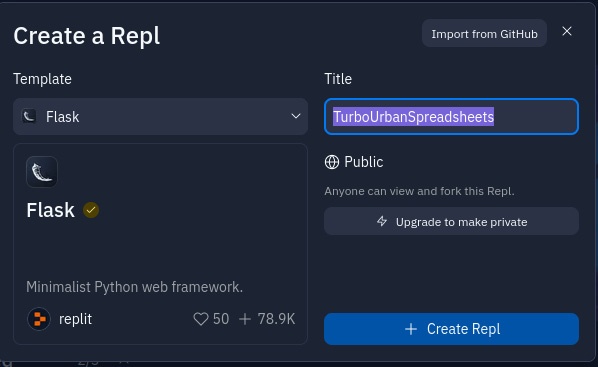 Create a Repl
Import from GitHub
Template
Title
Flask
TurboUrbanSpreadsheets
Flask
Public
Anyone can view and fork this Repl.
Upgrade to make private
Minimalist Python web framework.
replit
50
+ 78.9K
+ Create Repl